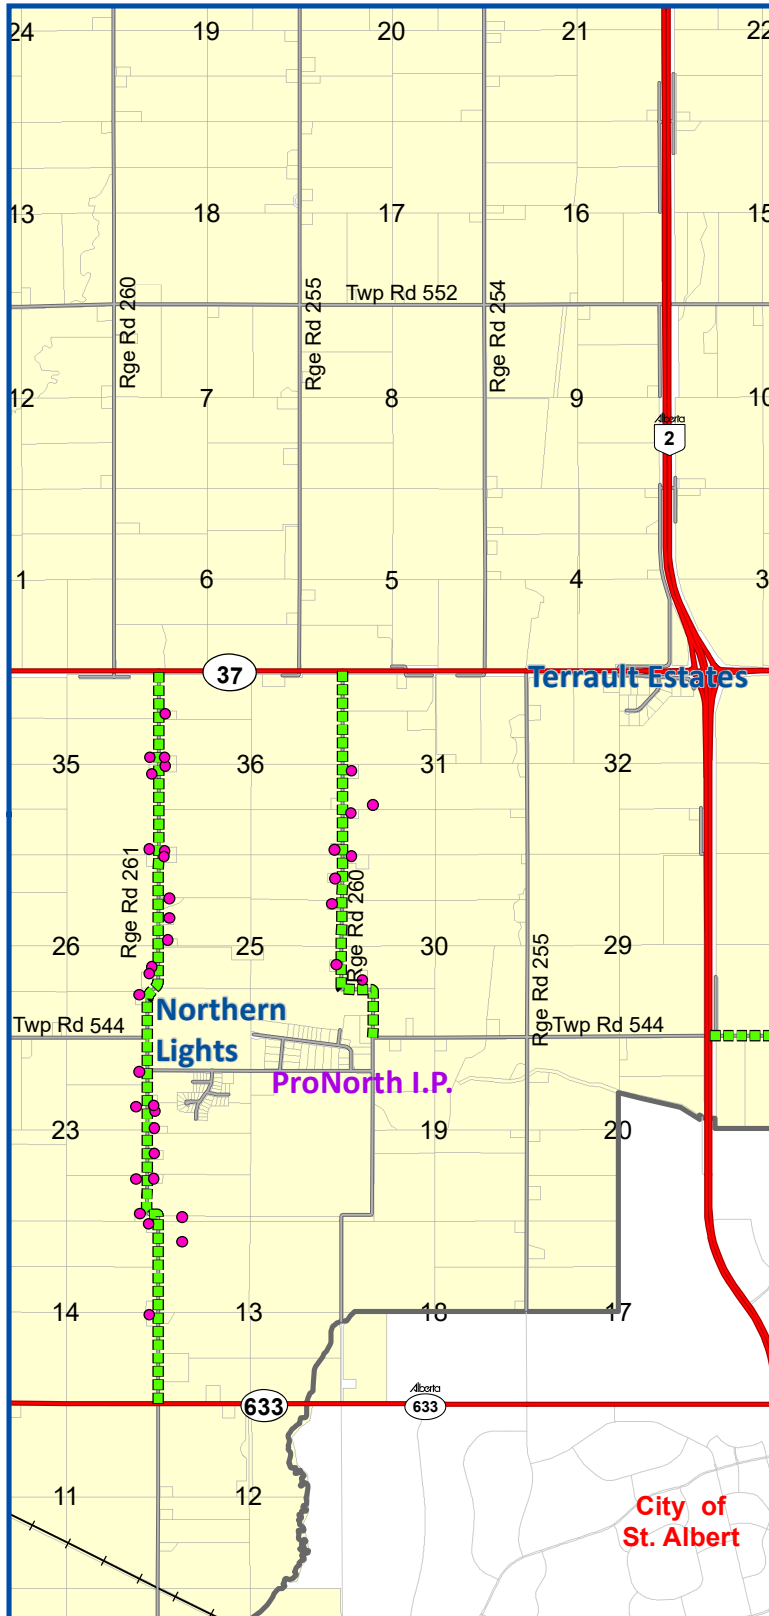 24
19
20
21
22
13
18
17
16
15
Rge Rd 260
Rge Rd 255
Twp Rd 552
Rge Rd 254
12
7
8
9
10
Alberta
2
1
6
5
4
3
37
Terrault Estates
35
36
31
32
Rge Rd 261
Rge Rd 260
26
25
30
29
Rge Rd 255
Twp Rd 544
Northern
Lights
Twp Rd 544
ProNorth I.P.
23
19
20
14
13
18
17
633
Alberta
633
11
12
City of
St. Albert